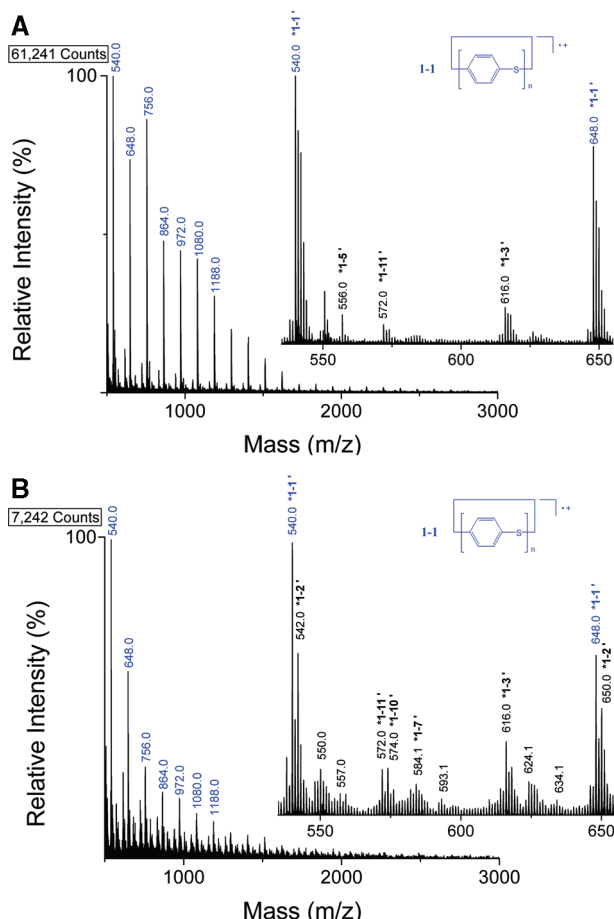 A
61,241 Counts
Relative Intensity (%)
100
540.0
648.0
756.0
864.0
972.0
1080.0
1188.0
1000
2000
3000
Mass (m/z)
540.0 *1-1 '
556.0 *1-5 '
572.0 *1-11 '
616.0 *1-3 '
648.0 *1-1 '
550
600
650
1-1
S
n
•+
B
7,242 Counts
Relative Intensity (%)
100
540.0
648.0
756.0
864.0
972.0
1080.0
1188.0
1000
2000
3000
Mass (m/z)
540.0 *1-1 '
542.0 *1-2 '
550.0
557.0
572.0 *1-11 '
574.0 *1-10 '
584.1 *1-7 '
593.1
616.0 *1-3 '
624.1
634.1
648.0 *1-1 '
650.0 *1-2 '
550
600
650
1-1
S
n
•+